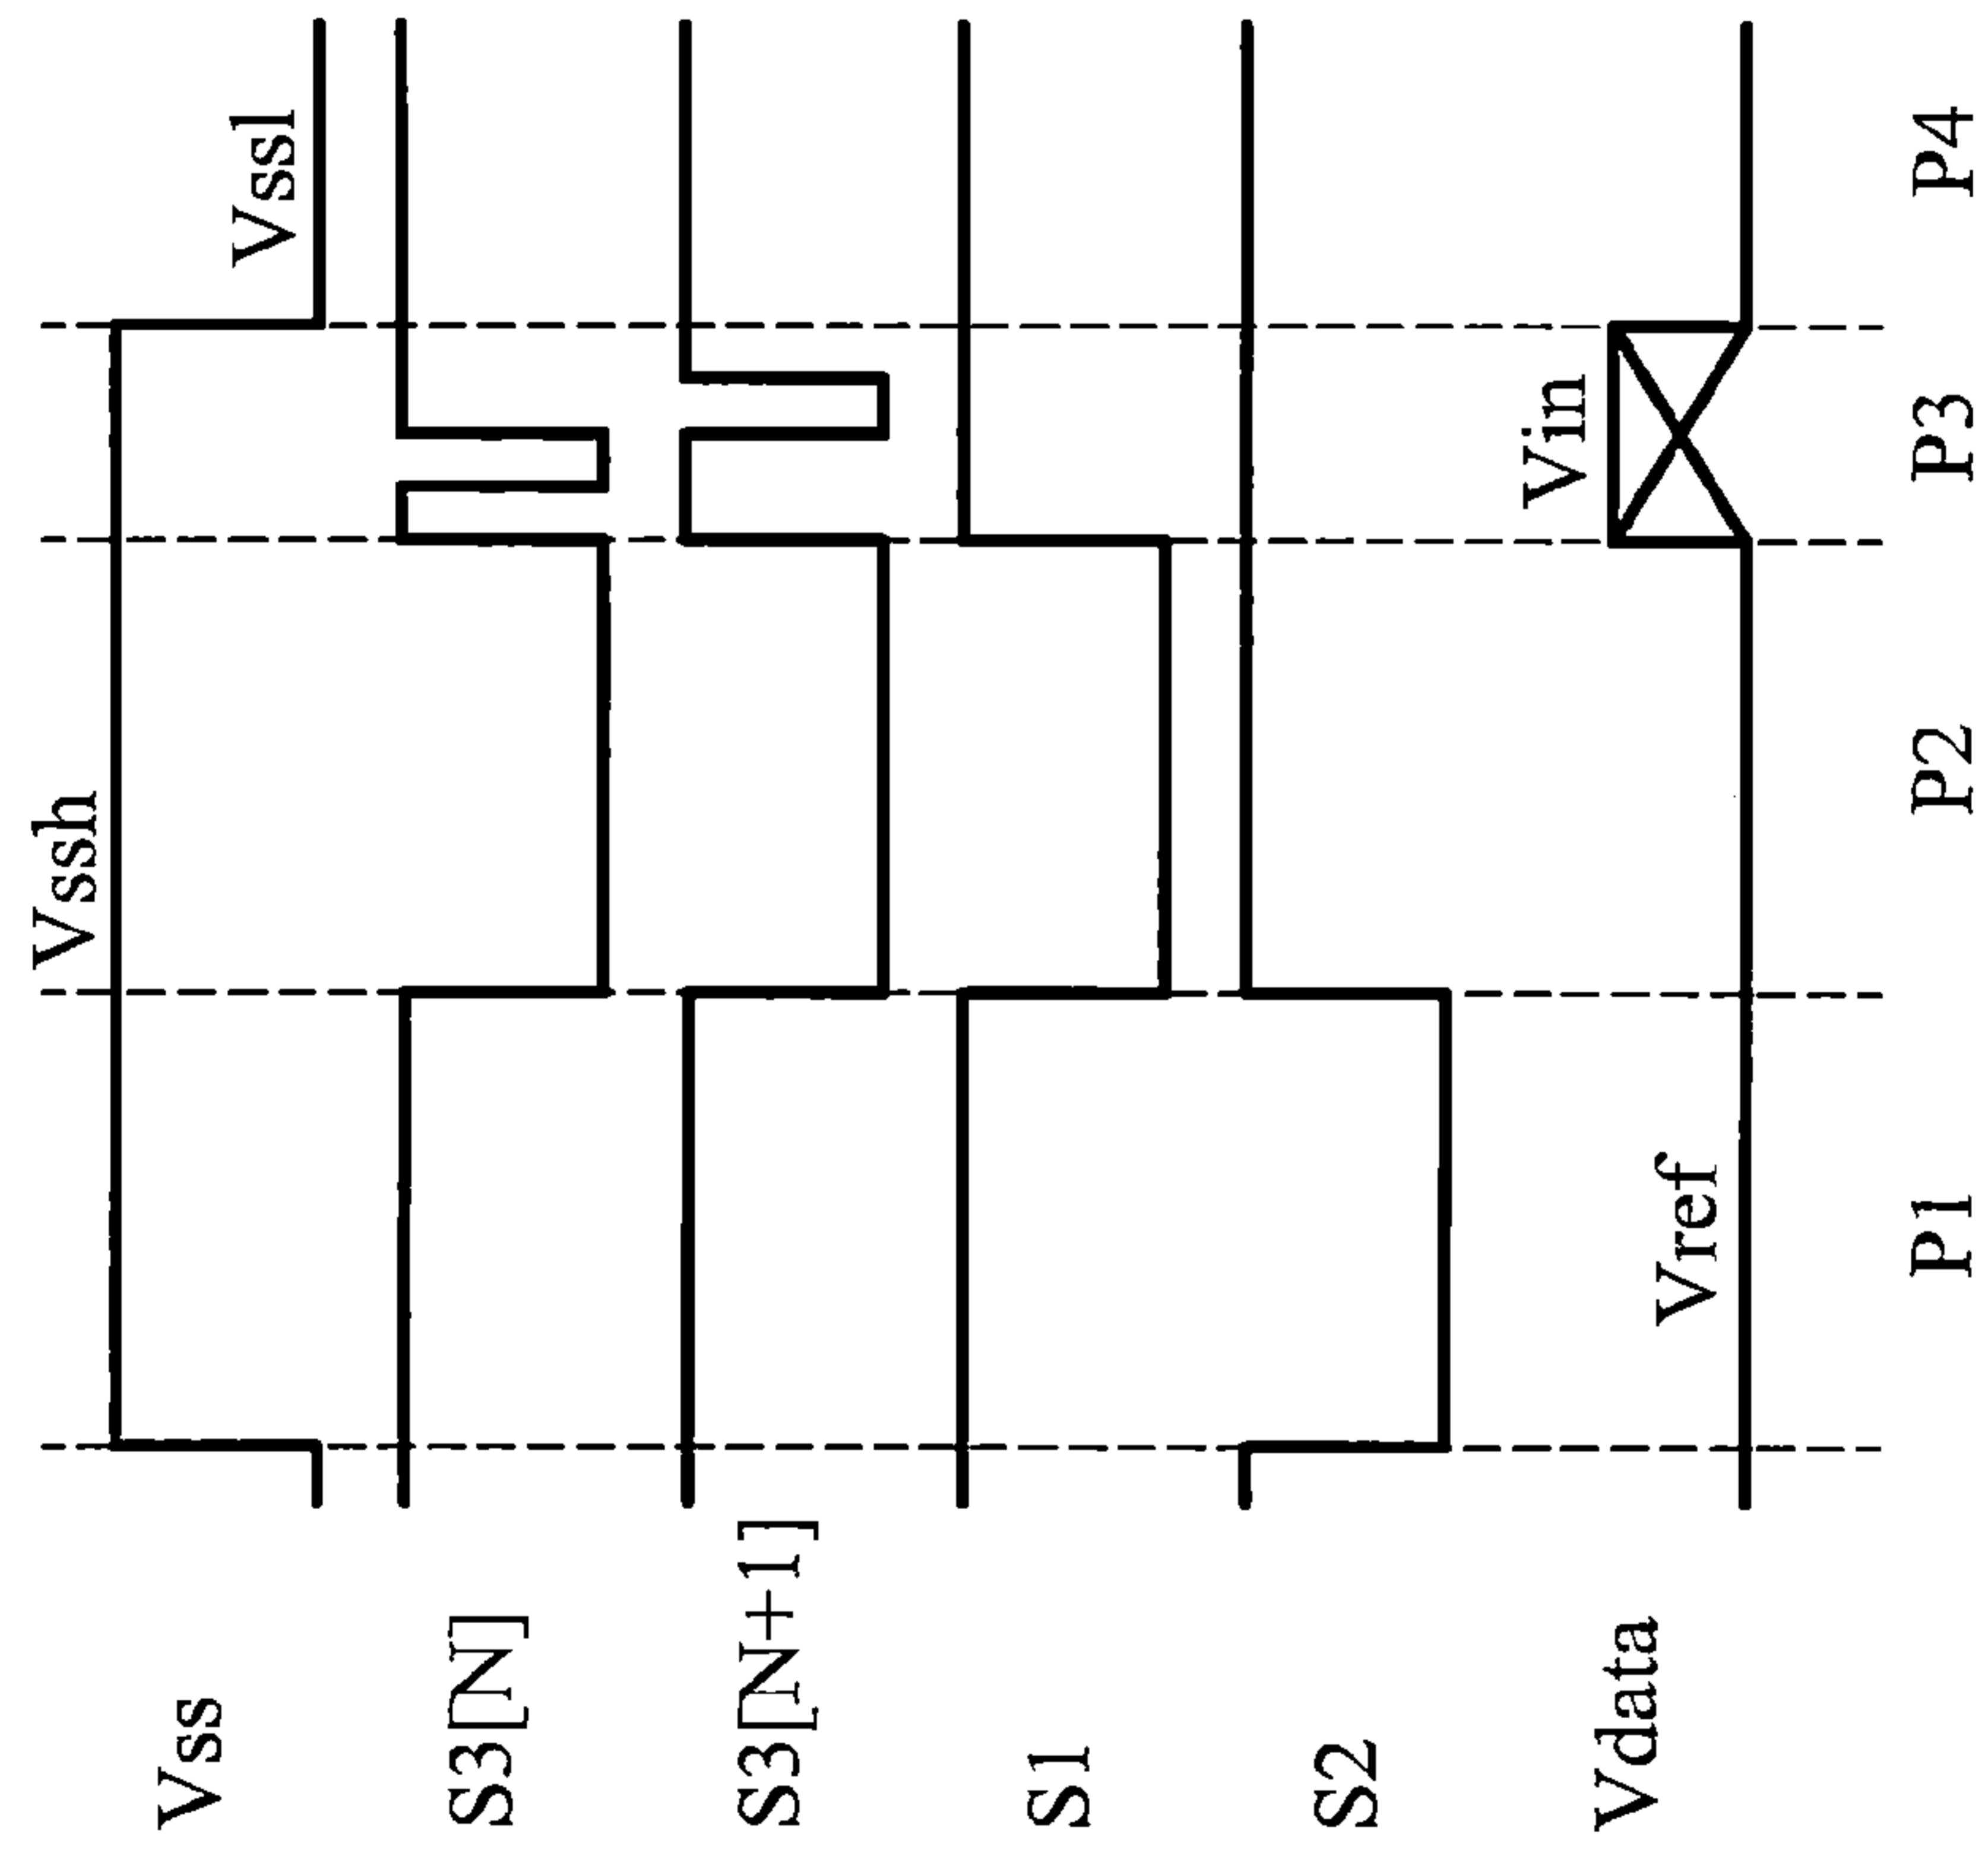 Vss
Vssh
Vssl
S3[N]
S3[N+1]
S1
S2
Vdata
Vref
Vin
P1
P2
P3
P4